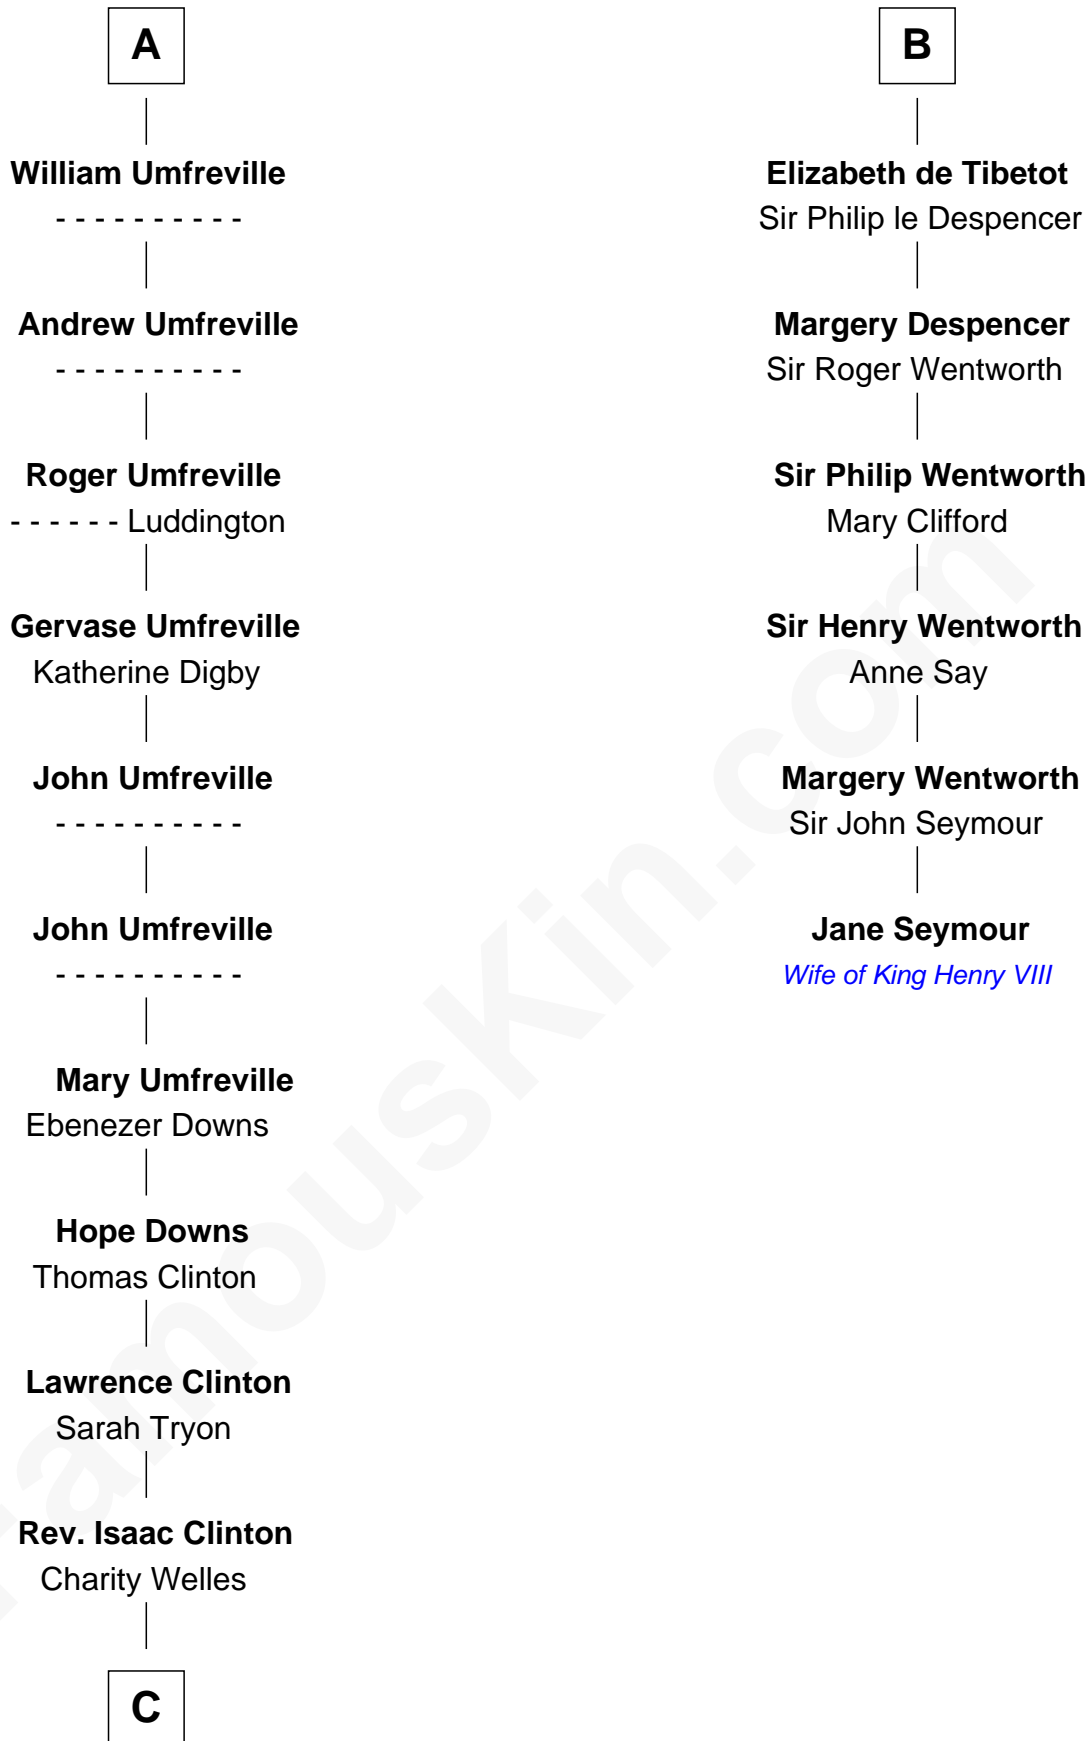 A
William Umfreville
- - - - - - - - - -
Andrew Umfreville
- - - - - - - - - -
Roger Umfreville
- - - - - - Luddington
Gervase Umfreville
Katherine Digby
John Umfreville
- - - - - - - - - -
John Umfreville
- - - - - - - - - -
Mary Umfreville
Ebenezer Downs
Hope Downs
Thomas Clinton
Lawrence Clinton
Sarah Tryon
Rev. Isaac Clinton
Charity Welles
C
B
Elizabeth de Tibetot
Sir Philip le Despencer
Margery Despencer
Sir Roger Wentworth
Sir Philip Wentworth
Mary Clifford
Sir Henry Wentworth
Anne Say
Margery Wentworth
Sir John Seymour
Jane Seymour
Wife of King Henry VIII
FamousKin.com